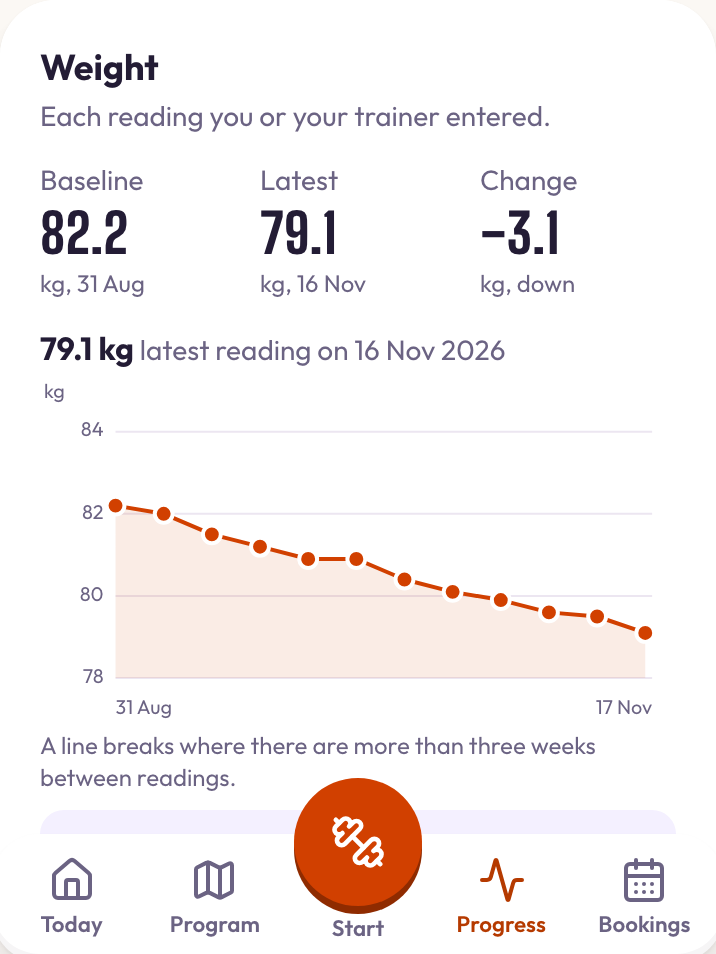 Weight
Each reading you or your trainer entered.
Baseline Latest Change
82.2 79.1 −3.1
kg, 31 Aug kg, 16 Nov kg, down
79.1 kg latest reading on 16 Nov 2026
kg
84
82
80
78
31 Aug 17 Nov
A line breaks where there are more than three weeks
between readings.
Today Program Start Progress Bookings